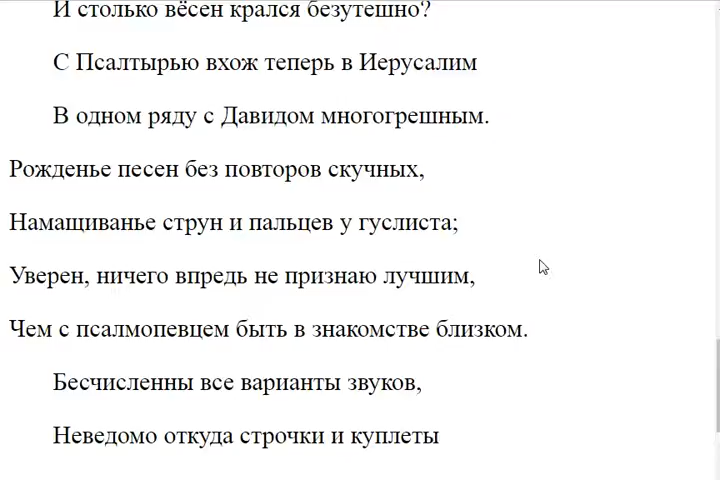 И столько вёсен крался безутешно?
С Псалтырью вхож теперь в Иерусалим
В одном ряду с Давидом многогрешным.
Рожденье песен без повторов скучных,
Намащиванье струн и пальцев у гуслиста;
Уверен, ничего впредь не признаю лучшим,
Чем с псалмопевцем быть в знакомстве близком.
Бесчисленны все варианты звуков,
Неведомо откуда строчки и куплеты